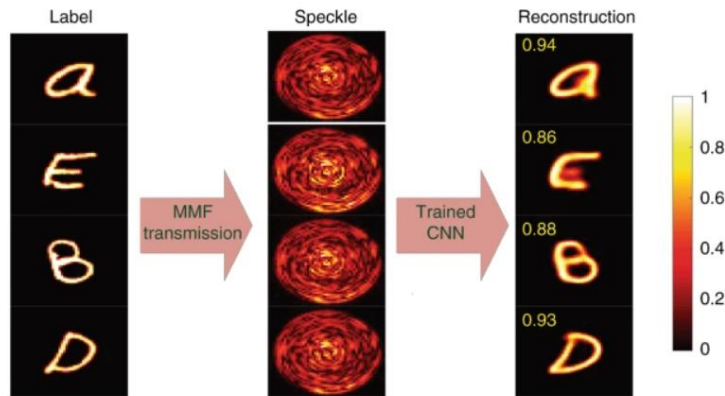 Label Speckle Reconstruction
a 0.94 1
E 0.86 0.8
MMF transmission Trained CNN 0.6
B 0.88 0.4
0.2
D 0.93 0